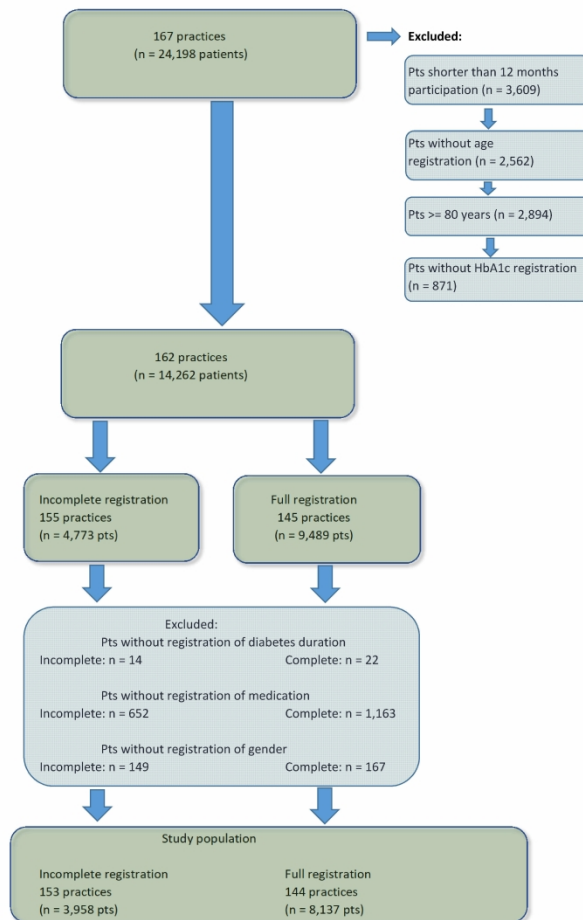 167 practices
(n = 24,198 patients)
Excluded:
Pts shorter than 12 months
participation (n = 3,609)
Pts without age
registration (n = 2,562)
Pts >= 80 years (n = 2,894)
Pts without HbA1c registration
(n = 871)
162 practices
(n = 14,262 patients)
Incomplete registration
155 practices
(n = 4,773 pts)
Full registration
145 practices
(n = 9,489 pts)
Excluded:
Pts without registration of diabetes duration
Incomplete: n = 14 Complete: n = 22
Pts without registration of medication
Incomplete: n = 652 Complete: n = 1,163
Pts without registration of gender
Incomplete: n = 149 Complete: n = 167
Study population
Incomplete registration
153 practices
(n = 3,958 pts)
Full registration
144 practices
(n = 8,137 pts)